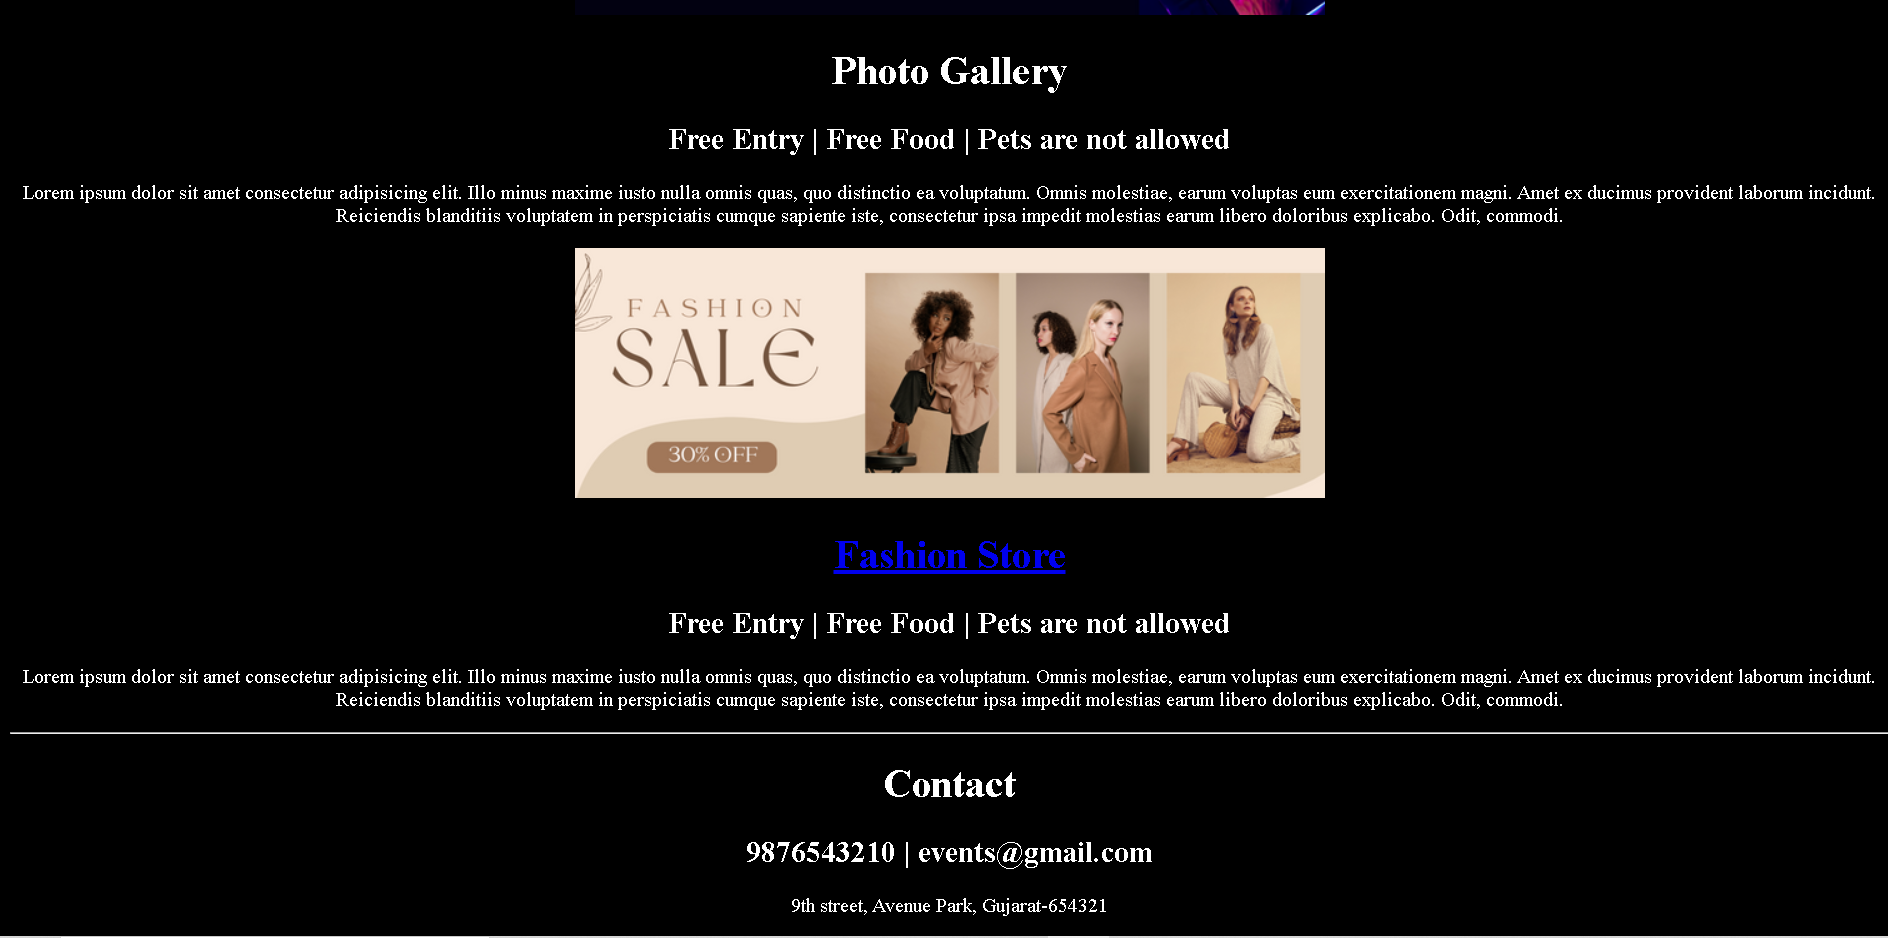 Photo Gallery
Free Entry | Free Food | Pets are not allowed
Lorem ipsum dolor sit amet consectetur adipisicing elit. Illo minus maxime iusto nulla omnis quas, quo distinctio ea voluptatum. Omnis molestiae, earum voluptas eum exercitationem magni. Amet ex ducimus provident laborum incidunt.
Reiciendis blanditiis voluptatem in perspiciatis cumque sapiente iste, consectetur ipsa impedit molestias earum libero doloribus explicabo. Odit, commodi.
FASHION
SALE
30% OFF
Fashion Store
Free Entry | Free Food | Pets are not allowed
Lorem ipsum dolor sit amet consectetur adipisicing elit. Illo minus maxime iusto nulla omnis quas, quo distinctio ea voluptatum. Omnis molestiae, earum voluptas eum exercitationem magni. Amet ex ducimus provident laborum incidunt.
Reiciendis blanditiis voluptatem in perspiciatis cumque sapiente iste, consectetur ipsa impedit molestias earum libero doloribus explicabo. Odit, commodi.
Contact
9876543210 | events@gmail.com
9th street, Avenue Park, Gujarat-654321